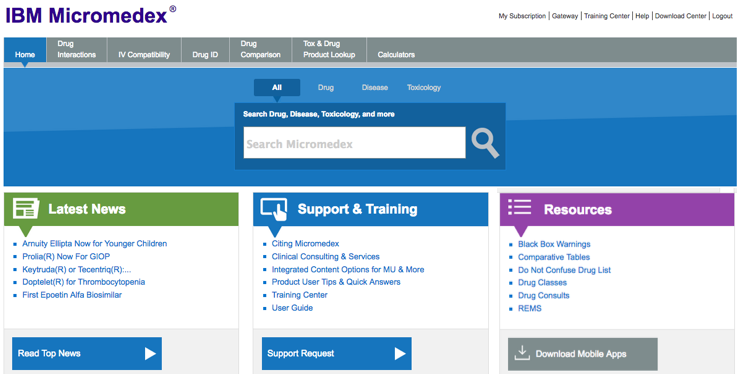 IBM Micromedex®
My Subscription | Gateway | Training Center | Help | Download Center | Logout
Home
Drug
Interactions
IV Compatibility
Drug ID
Drug
Comparison
Tox & Drug
Product Lookup
Calculators
All
Drug
Disease
Toxicology
Search Drug, Disease, Toxicology, and more
Search Micromedex
Latest News
Arnuity Ellipta Now for Younger Children
Prolia(R) Now For GIOP
Keytruda(R) or Tecentriq(R):...
Doptelet(R) for Thrombocytopenia
First Epoetin Alfa Biosimilar
Read Top News
Support & Training
Citing Micromedex
Clinical Consulting & Services
Integrated Content Options for MU & More
Product User Tips & Quick Answers
Training Center
User Guide
Support Request
Resources
Black Box Warnings
Comparative Tables
Do Not Confuse Drug List
Drug Classes
Drug Consults
REMS
Download Mobile Apps